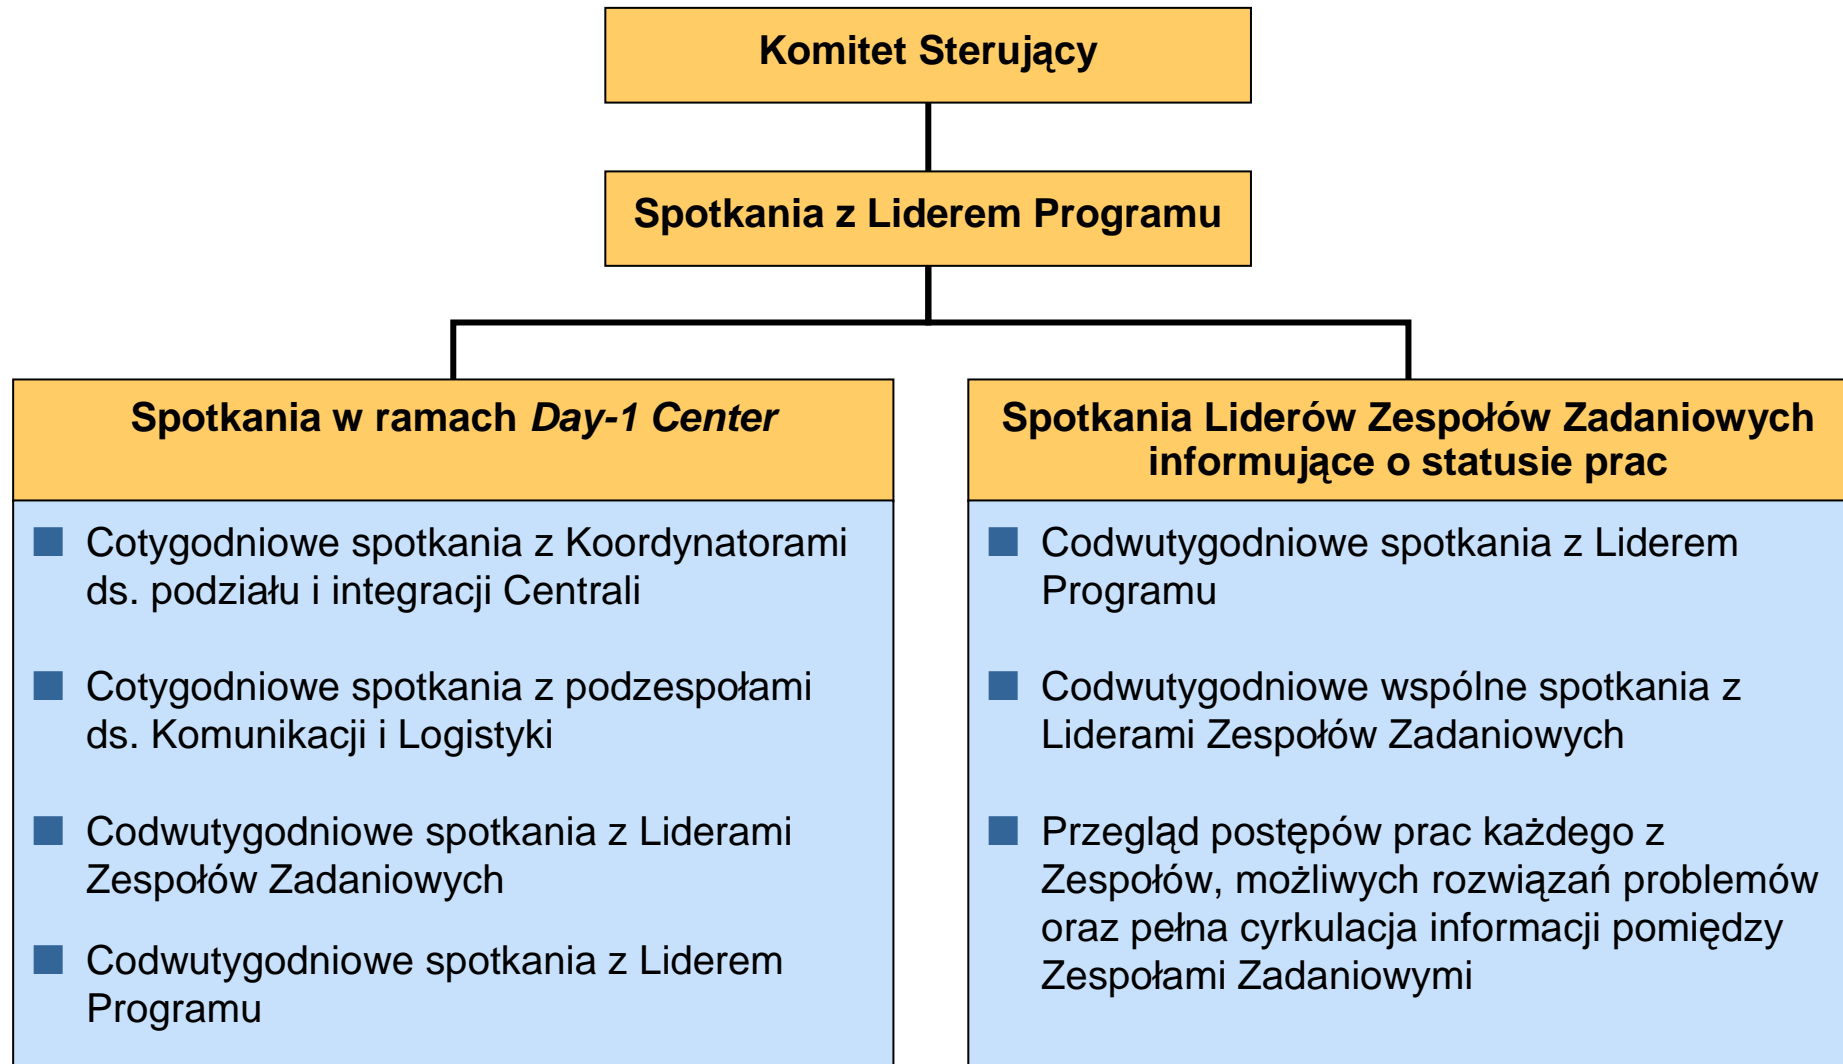 Komitet Sterujący
Spotkania z Liderem Programu
Spotkania w ramach Day-1 Center
Cotygodniowe spotkania z Koordynatorami
ds. podziału i integracji Centrali
Cotygodniowe spotkania z podzespołami
ds. Komunikacji i Logistyki
Codwutygodniowe spotkania z Liderami
Zespołów Zadaniowych
Codwutygodniowe spotkania z Liderem
Programu
Spotkania Liderów Zespołów Zadaniowych
informujące o statusie prac
Codwutygodniowe spotkania z Liderem
Programu
Codwutygodniowe wspólne spotkania z
Liderami Zespołów Zadaniowych
Przegląd postępów prac każdego z
Zespołów, możliwych rozwiązań problemów
oraz pełna cyrkulacja informacji pomiędzy
Zespołami Zadaniowymi